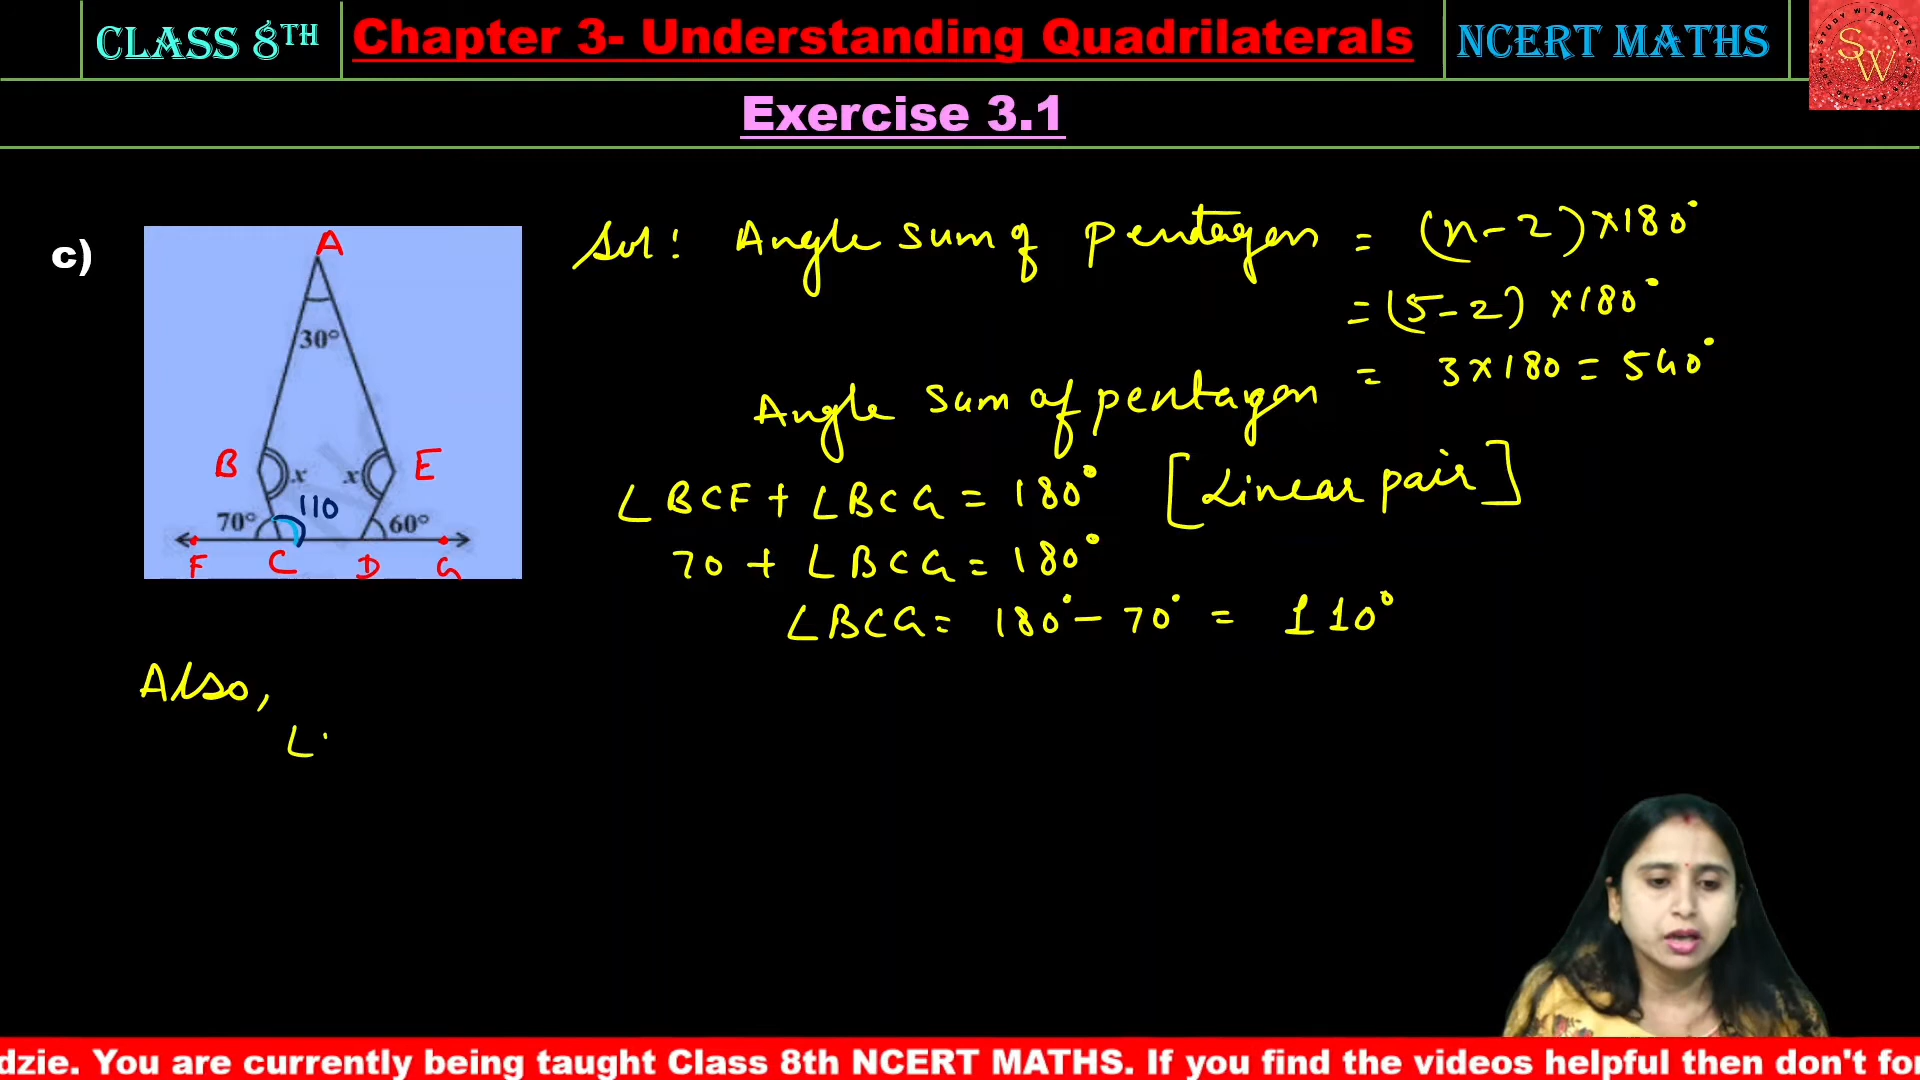 CLASS 8TH
Chapter 3- Understanding Quadrilaterals
NCERT MATHS
SW
Exercise 3.1
c)
A
30°
B x x E
110
70° 60°
F C D G
Sol: Angle sum of pentagon = (n-2)×180°
=(5-2) ×180°
= 3×180 = 540°
Angle sum of pentagon
∠BCF + ∠BCG = 180° [Linear pair]
70 + ∠BCG = 180°
∠BCG = 180° - 70° = 110°
Also,
∠
dzie. You are currently being taught Class 8th NCERT MATHS. If you find the videos helpful then don't for